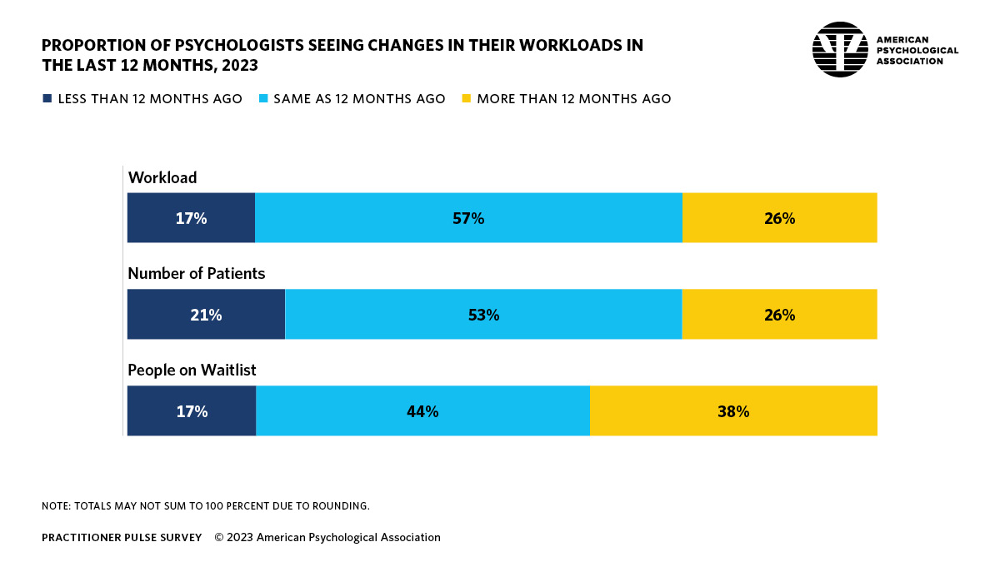 PROPORTION OF PSYCHOLOGISTS SEEING CHANGES IN THEIR WORKLOADS IN
THE LAST 12 MONTHS, 2023
AMERICAN
PSYCHOLOGICAL
ASSOCIATION
LESS THAN 12 MONTHS AGO SAME AS 12 MONTHS AGO MORE THAN 12 MONTHS AGO
Workload
17% 57% 26%
Number of Patients
21% 53% 26%
People on Waitlist
17% 44% 38%
NOTE: TOTALS MAY NOT SUM TO 100 PERCENT DUE TO ROUNDING.
PRACTITIONER PULSE SURVEY © 2023 American Psychological Association